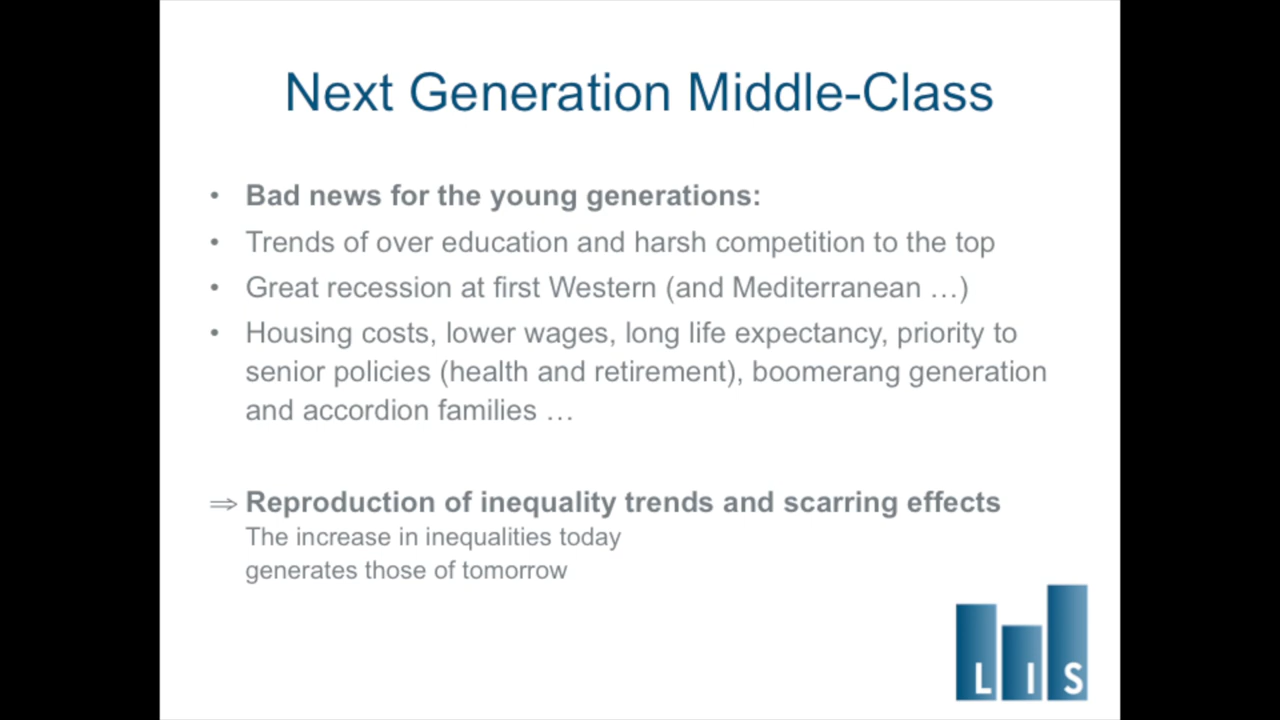 Next Generation Middle-Class
• Bad news for the young generations:
• Trends of over education and harsh competition to the top
• Great recession at first Western (and Mediterranean …)
• Housing costs, lower wages, long life expectancy, priority to
senior policies (health and retirement), boomerang generation
and accordion families …
⇒ Reproduction of inequality trends and scarring effects
The increase in inequalities today
generates those of tomorrow
LIS